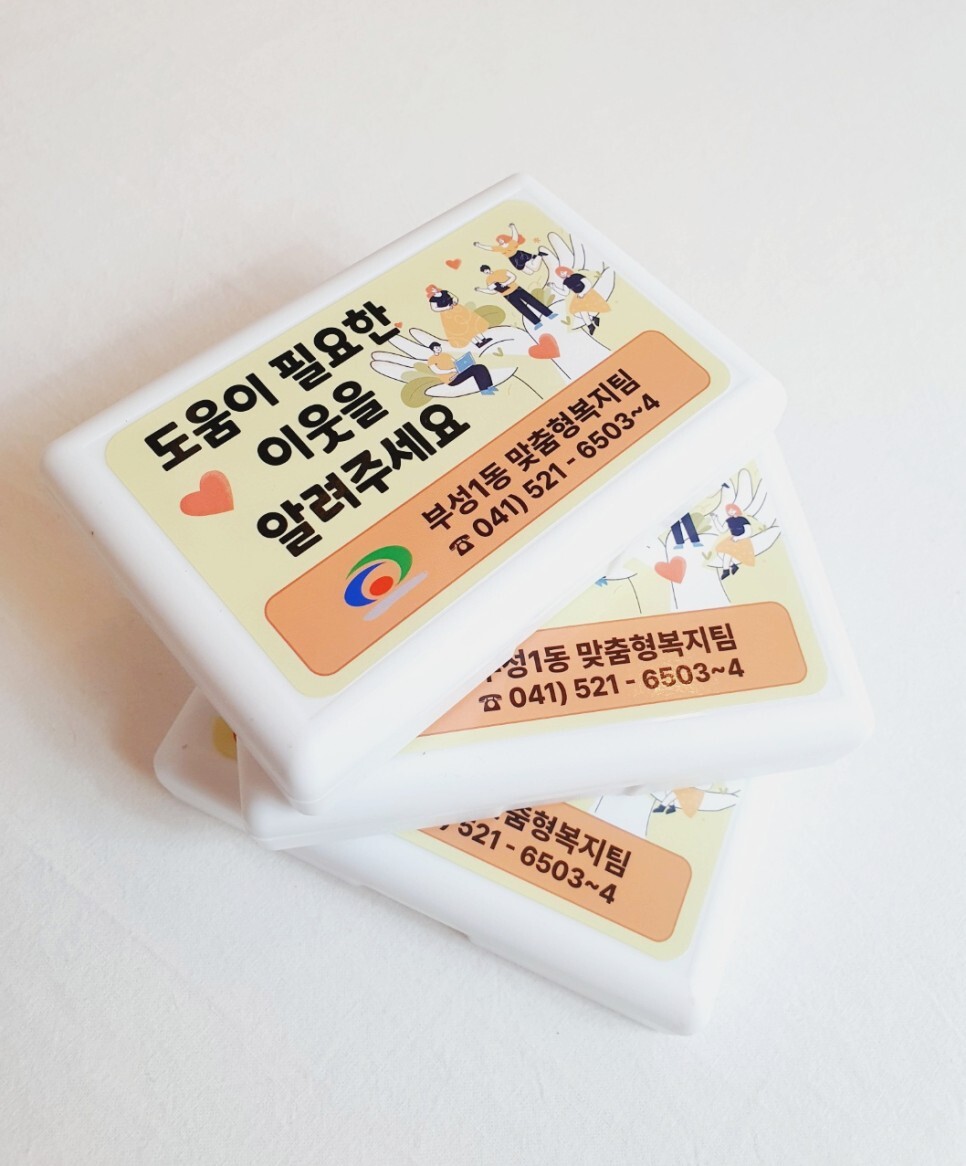 도움이 필요한
이웃을
알려주세요
부성1동 맞춤형복지팀
☎ 041) 521 - 6503~4
부성1동 맞춤형복지팀
☎ 041) 521 - 6503~4
춤형복지팀
) 521 - 6503~4